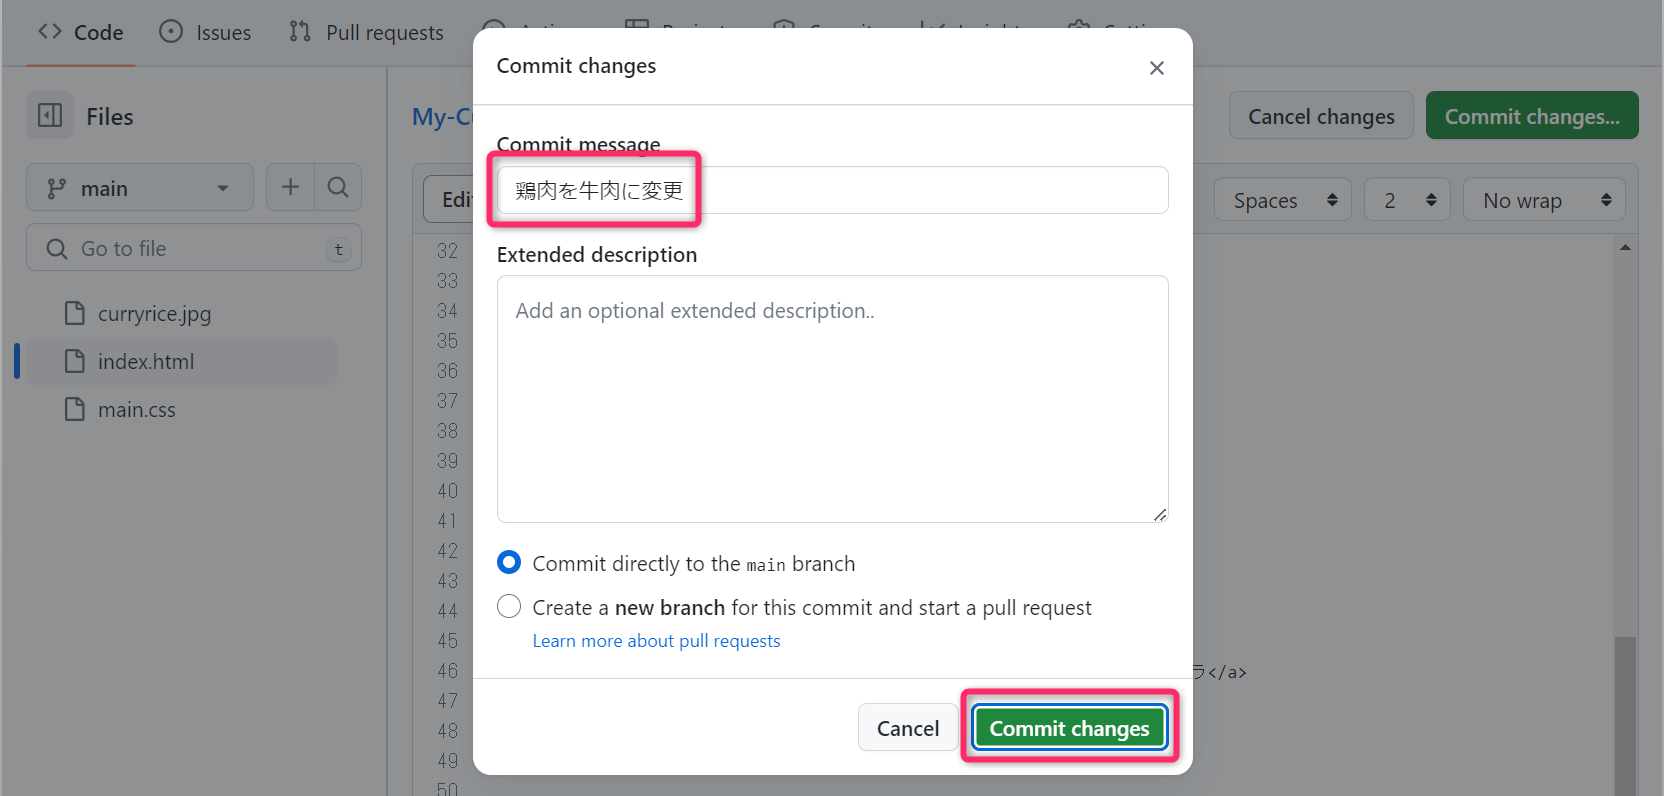 Code Issues Pull requests
Files
main
Go to file t
curryrice.jpg
index.html
main.css
My-C
Cancel changes Commit changes...
Spaces 2 No wrap
32
33
34
35
36
37
38
39
40
41
42
43
44
45
46 ラ</a>
47
48
49
50
Commit changes
Commit message
鶏肉を牛肉に変更
Extended description
Add an optional extended description..
Commit directly to the main branch
Create a new branch for this commit and start a pull request
Learn more about pull requests
Cancel Commit changes